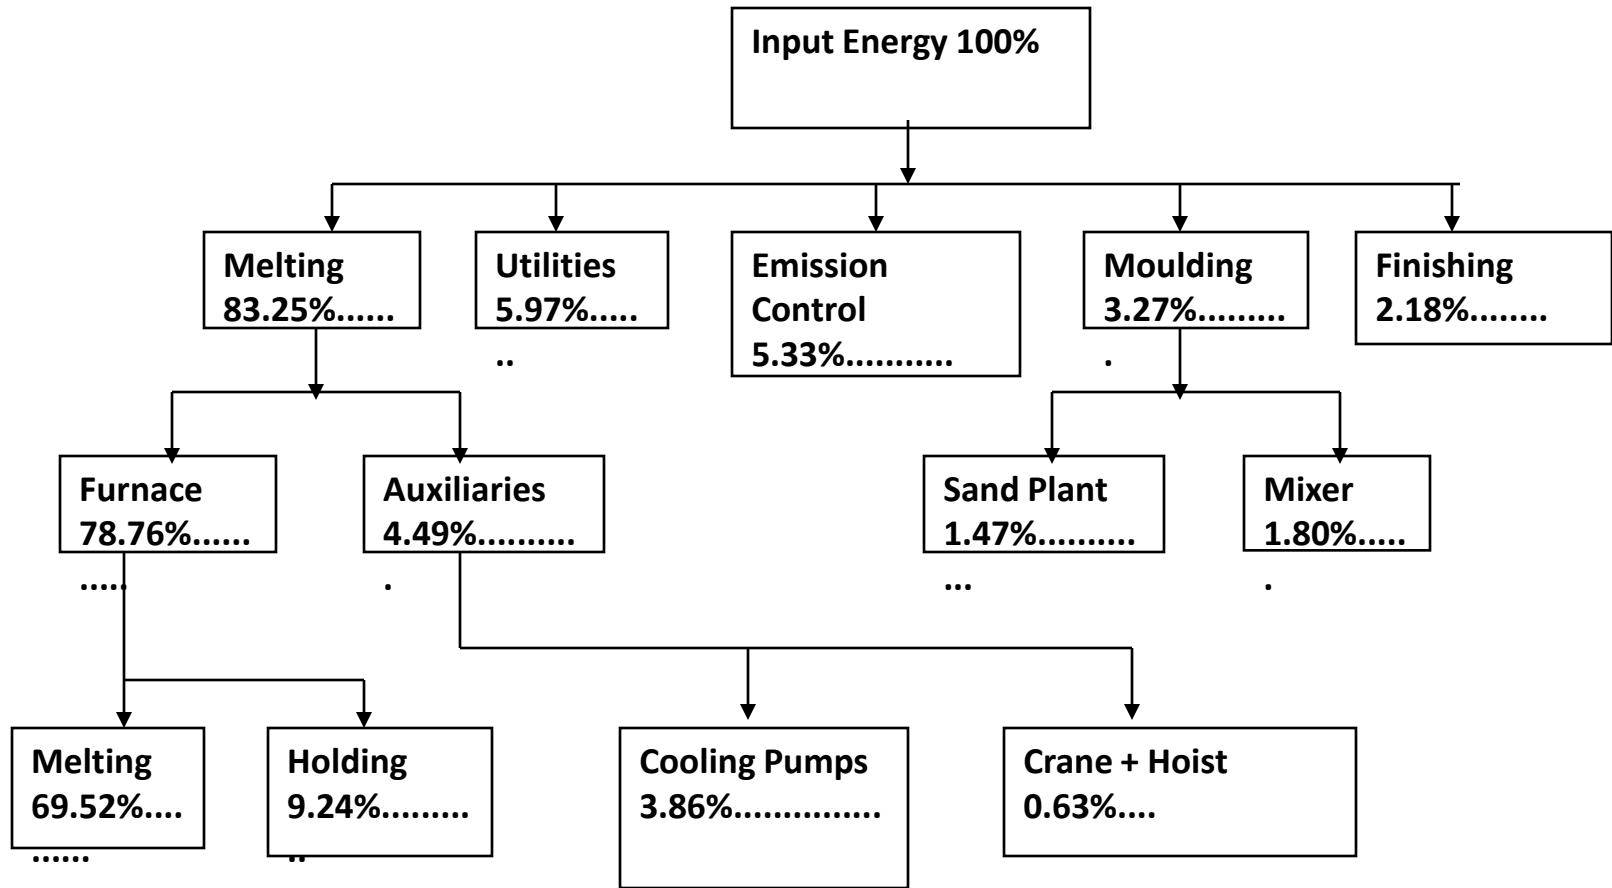 Input Energy 100%
Melting
83.25%......
Utilities
5.97%.....
..
Emission
Control
5.33%...........
Moulding
3.27%.........
.
Finishing
2.18%........
Furnace
78.76%......
.....
Auxiliaries
4.49%..........
.
Sand Plant
1.47%..........
...
Mixer
1.80%.....
.
Melting
69.52%....
......
Holding
9.24%.........
..
Cooling Pumps
3.86%...............
Crane + Hoist
0.63%....